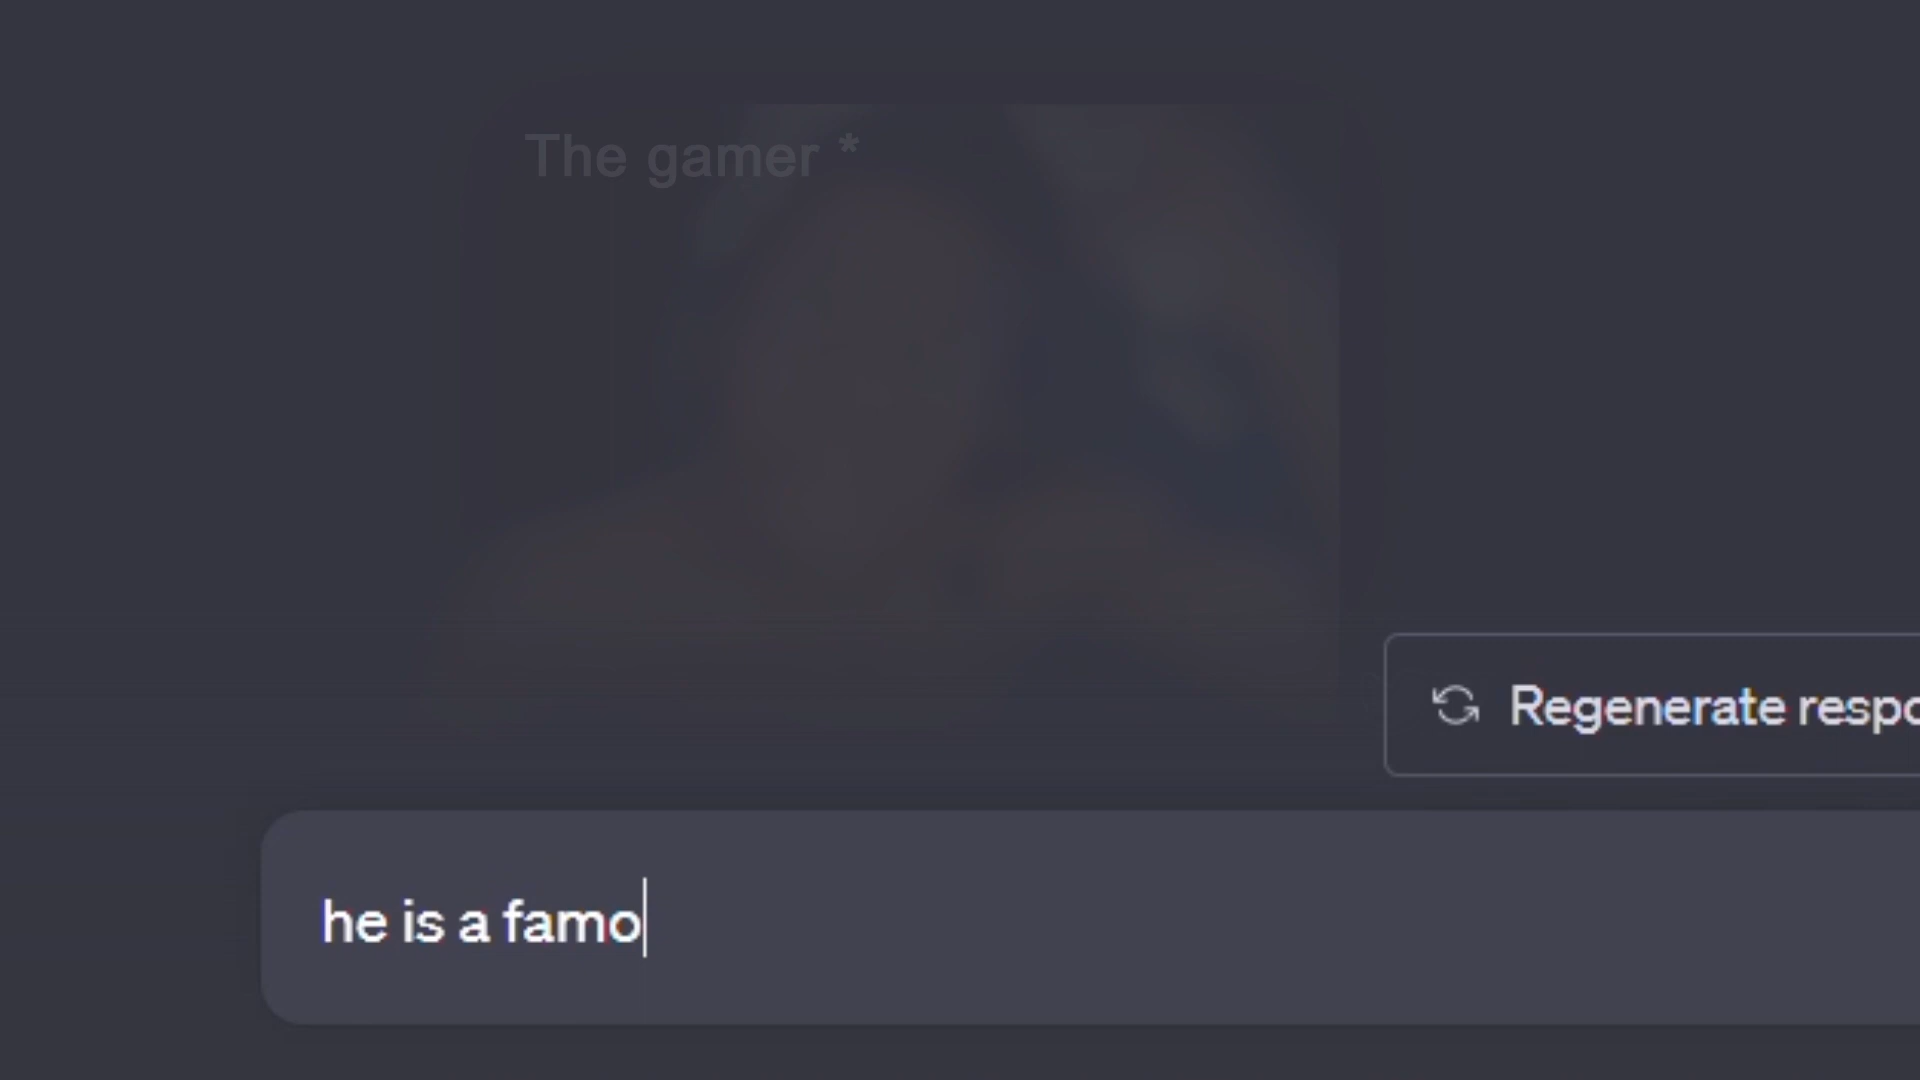 The gamer *
Regenerate respo
he is a famo